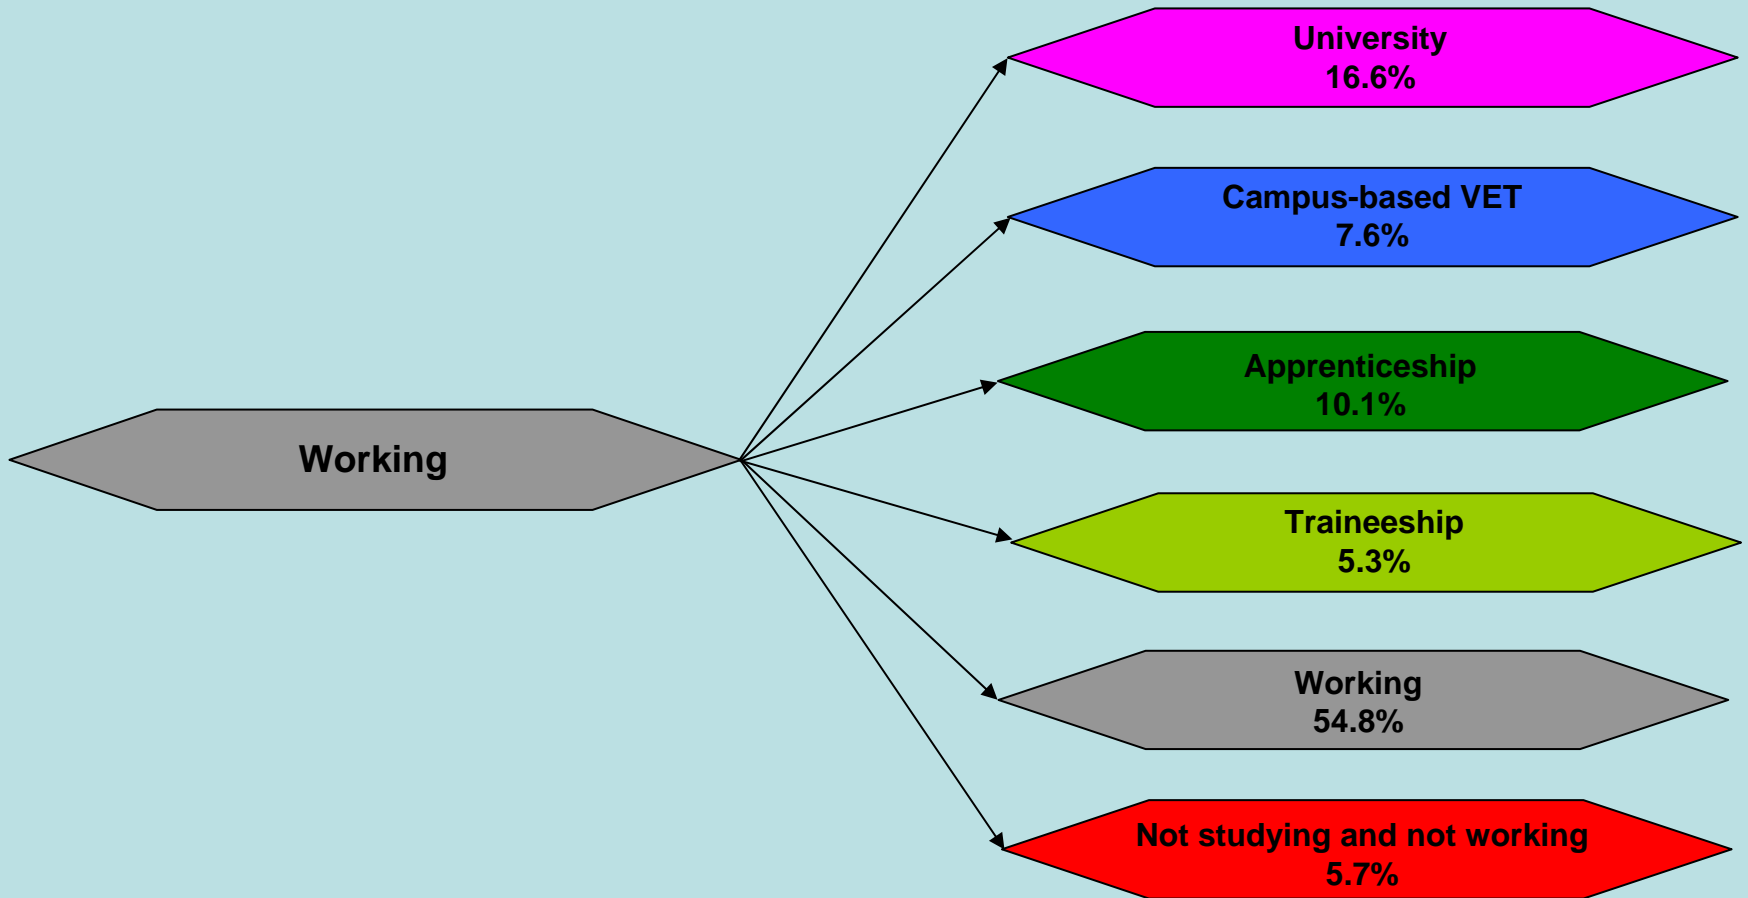 University
16.6%
Campus-based VET
7.6%
Apprenticeship
10.1%
Working
Traineeship
5.3%
Working
54.8%
Not studying and not working
5.7%